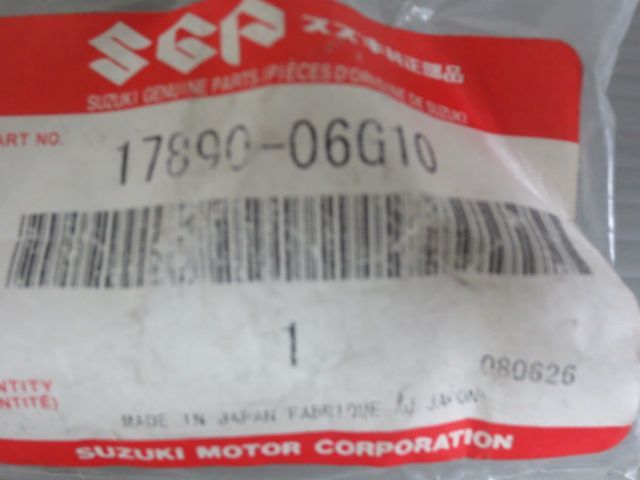 SGP スズキ純正部品
SUZUKI GENUINE PARTS/PIÈCES D'ORIGINE DE SUZUKI
ART NO. 17890-06G10
1
080626
NTITY
NTITÉ)
MADE IN JAPAN FABRIQUE AU JAPON
SUZUKI MOTOR CORPORATION